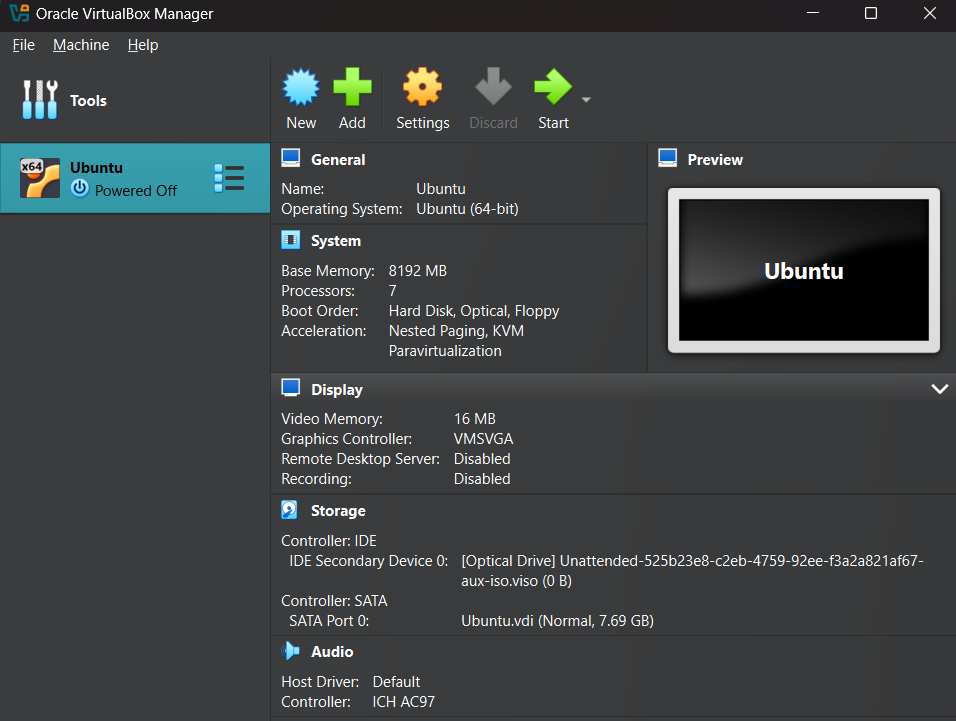 Oracle VirtualBox Manager
File Machine Help
Tools
New Add Settings Discard Start
x64
Ubuntu
Powered Off
General
Name: Ubuntu
Operating System: Ubuntu (64-bit)
Preview
Ubuntu
System
Base Memory: 8192 MB
Processors: 7
Boot Order: Hard Disk, Optical, Floppy
Acceleration: Nested Paging, KVM
Paravirtualization
Display
Video Memory: 16 MB
Graphics Controller: VMSVGA
Remote Desktop Server: Disabled
Recording: Disabled
Storage
Controller: IDE
IDE Secondary Device 0: [Optical Drive] Unattended-525b23e8-c2eb-4759-92ee-f3a2a821af67-
aux-iso.viso (0 B)
Controller: SATA
SATA Port 0: Ubuntu.vdi (Normal, 7.69 GB)
Audio
Host Driver: Default
Controller: ICH AC97